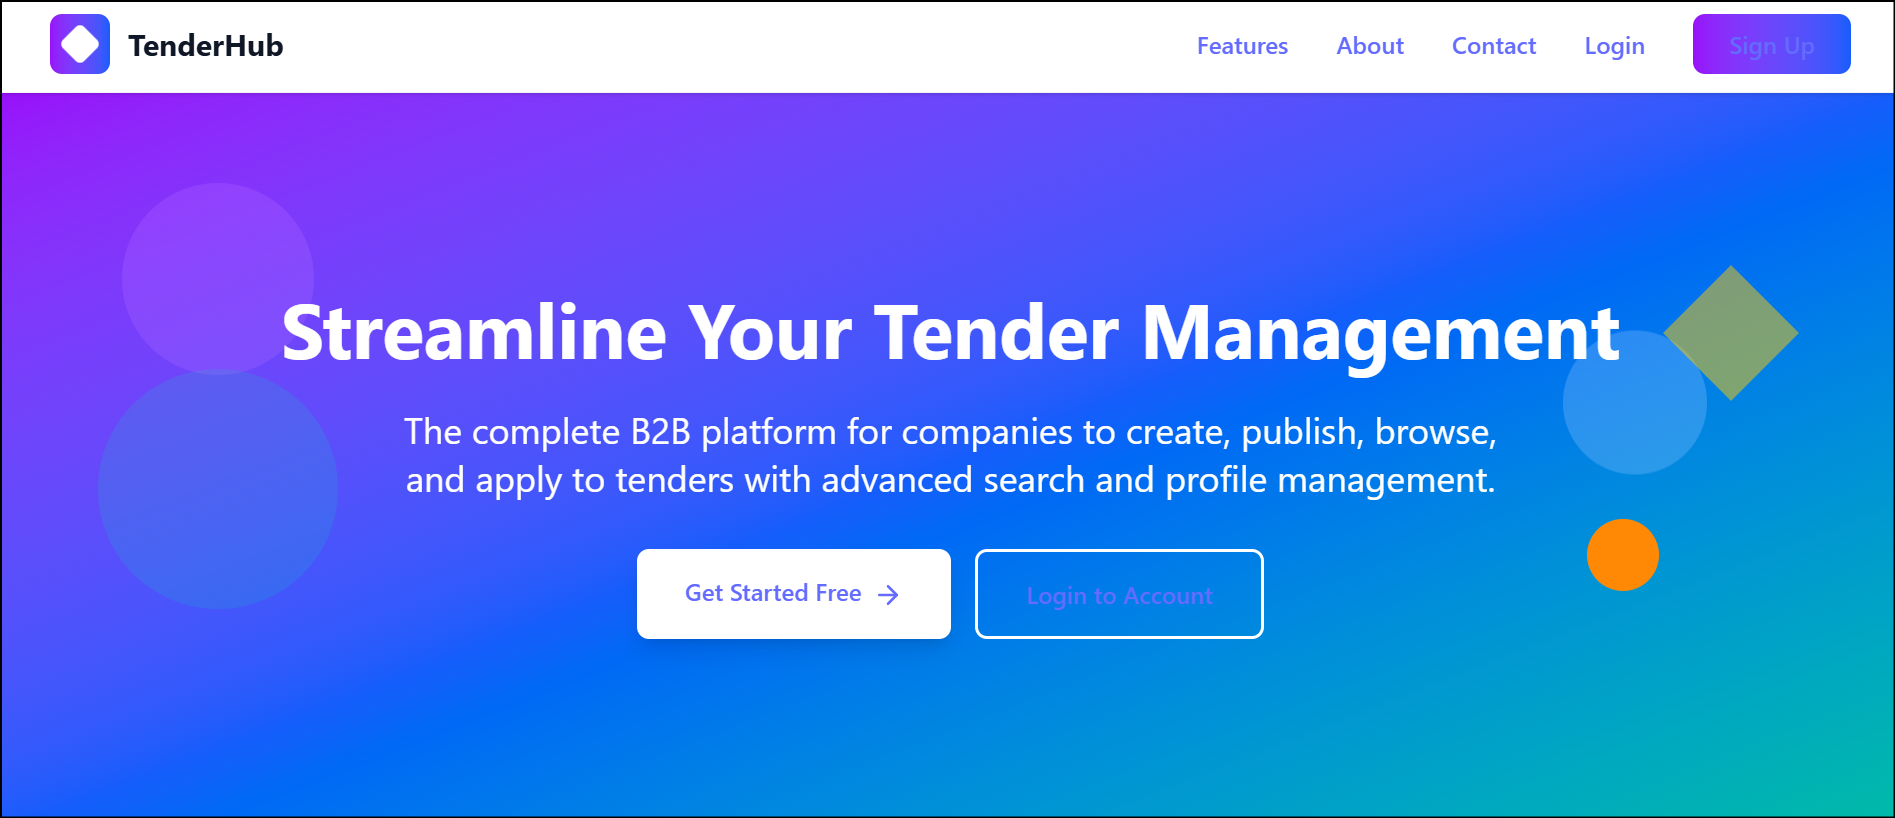 TenderHub
Features
About
Contact
Login
Sign Up
Streamline Your Tender Management
The complete B2B platform for companies to create, publish, browse,
and apply to tenders with advanced search and profile management.
Get Started Free
Login to Account